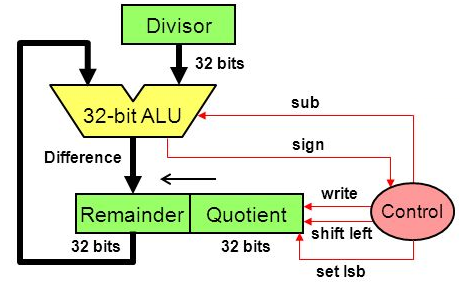 Divisor
32 bits
32-bit ALU
sub
sign
Difference
write
Remainder
Quotient
Control
shift left
32 bits
32 bits
set lsb